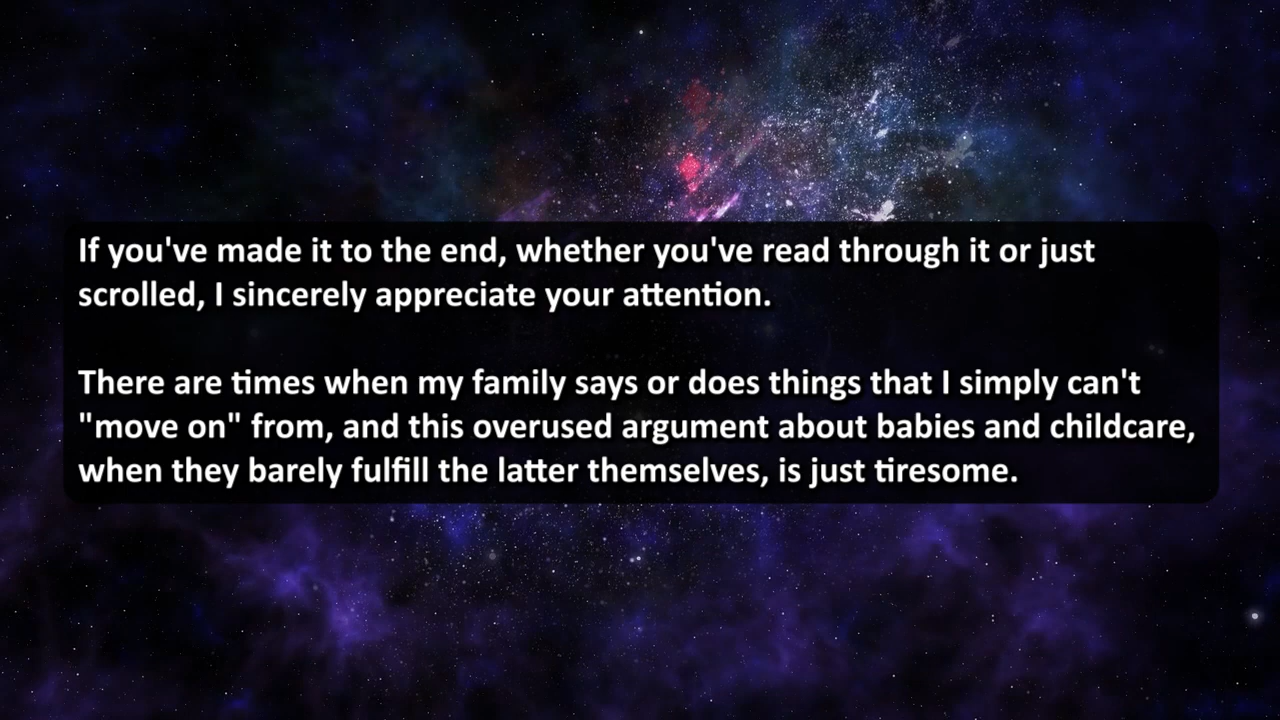 If you've made it to the end, whether you've read through it or just
scrolled, I sincerely appreciate your attention.
There are times when my family says or does things that I simply can't
"move on" from, and this overused argument about babies and childcare,
when they barely fulfill the latter themselves, is just tiresome.